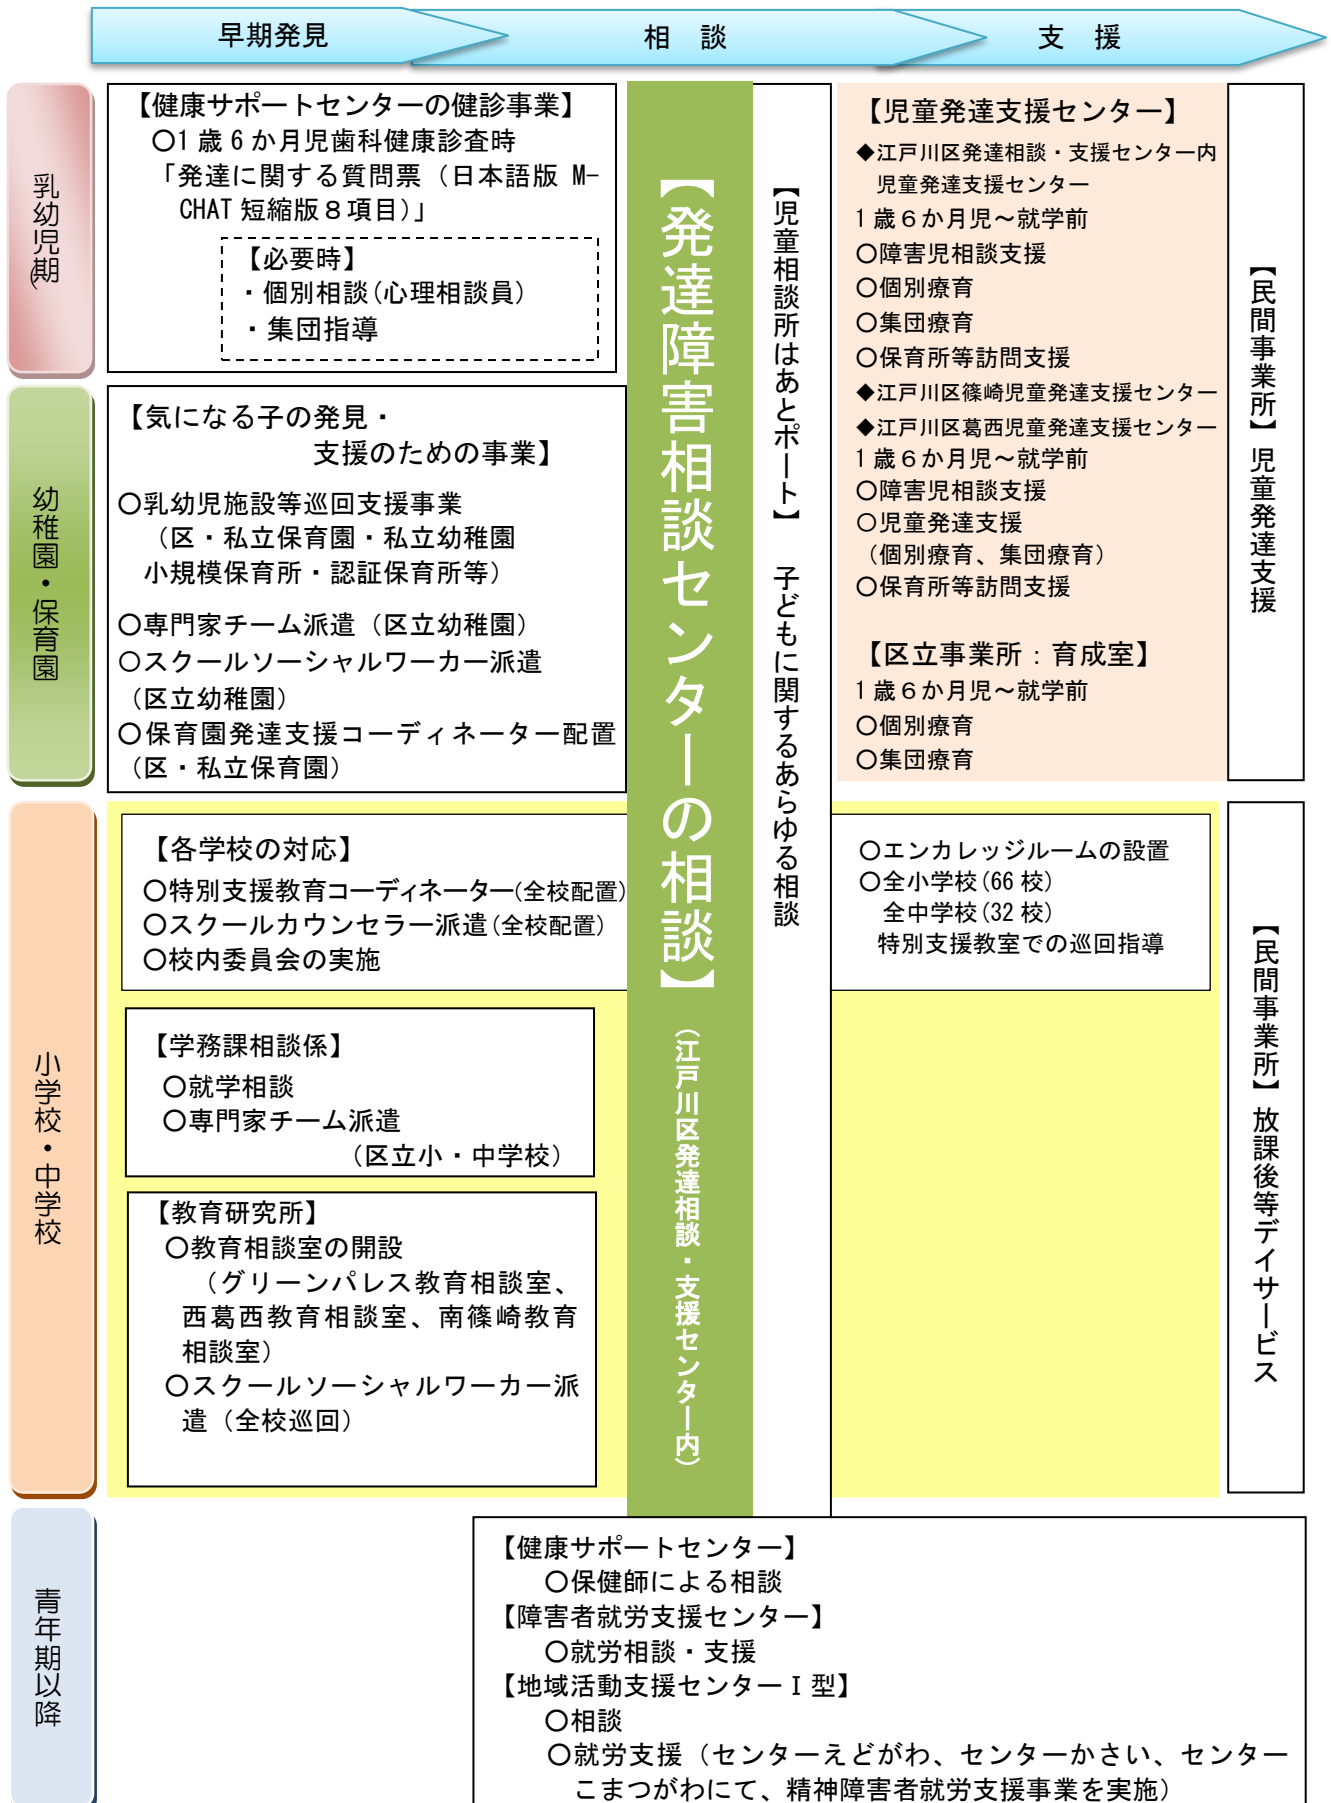 早期発見
相　談
支　援
乳幼児期
（
【健康サポートセンターの健診事業】
〇1歳6か月児歯科健康診査時
「発達に関する質問票（日本語版 M-
CHAT 短縮版８項目）」
【必要時】
・個別相談(心理相談員)
・集団指導
幼稚園・保育園
【気になる子の発見・
支援のための事業】
〇乳幼児施設等巡回支援事業
（区・私立保育園・私立幼稚園
小規模保育所・認証保育所等）
〇専門家チーム派遣（区立幼稚園）
〇スクールソーシャルワーカー派遣
（区立幼稚園）
〇保育園発達支援コーディネーター配置
（区・私立保育園）
【発達障害相談センターの相談】（江戸川区発達相談・支援センター内）
【児童相談所はあとポート】　子どもに関するあらゆる相談
【児童発達支援センター】
◆江戸川区発達相談・支援センター内
児童発達支援センター
1歳６か月児～就学前
〇障害児相談支援
〇個別療育
〇集団療育
〇保育所等訪問支援
◆江戸川区篠崎児童発達支援センター
◆江戸川区葛西児童発達支援センター
1歳６か月児～就学前
〇障害児相談支援
〇児童発達支援
（個別療育、集団療育）
〇保育所等訪問支援
【区立事業所：育成室】
1歳６か月児～就学前
〇個別療育
〇集団療育
【民間事業所】児童発達支援
小学校・中学校
【各学校の対応】
〇特別支援教育コーディネーター(全校配置)
〇スクールカウンセラー派遣(全校配置)
〇校内委員会の実施
【学務課相談係】
〇就学相談
〇専門家チーム派遣
（区立小・中学校）
【教育研究所】
〇教育相談室の開設
（グリーンパレス教育相談室、
西葛西教育相談室、南篠崎教育
相談室）
〇スクールソーシャルワーカー派
遣（全校巡回）
〇エンカレッジルームの設置
〇全小学校(66 校)
全中学校(32 校)
特別支援教室での巡回指導
【民間事業所】放課後等デイサービス
青年期以降
【健康サポートセンター】
〇保健師による相談
【障害者就労支援センター】
〇就労相談・支援
【地域活動支援センターⅠ型】
〇相談
〇就労支援（センターえどがわ、センターかさい、センター
こまつがわにて、精神障害者就労支援事業を実施）